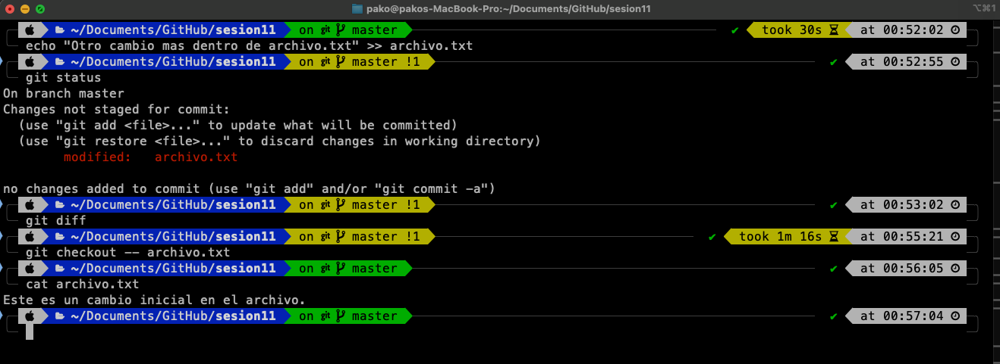 pako@pakos-MacBook-Pro:~/Documents/GitHub/sesion11 ⌥⌘1
~/Documents/GitHub/sesion11 on git master ✔ took 30s at 00:52:02
echo "Otro cambio mas dentro de archivo.txt" >> archivo.txt
~/Documents/GitHub/sesion11 on git master !1 ✔ at 00:52:55
git status
On branch master
Changes not staged for commit:
(use "git add <file>..." to update what will be committed)
(use "git restore <file>..." to discard changes in working directory)
modified: archivo.txt
no changes added to commit (use "git add" and/or "git commit -a")
~/Documents/GitHub/sesion11 on git master !1 ✔ at 00:53:02
git diff
~/Documents/GitHub/sesion11 on git master !1 ✔ took 1m 16s at 00:55:21
git checkout -- archivo.txt
~/Documents/GitHub/sesion11 on git master ✔ at 00:56:05
cat archivo.txt
Este es un cambio inicial en el archivo.
~/Documents/GitHub/sesion11 on git master ✔ at 00:57:04